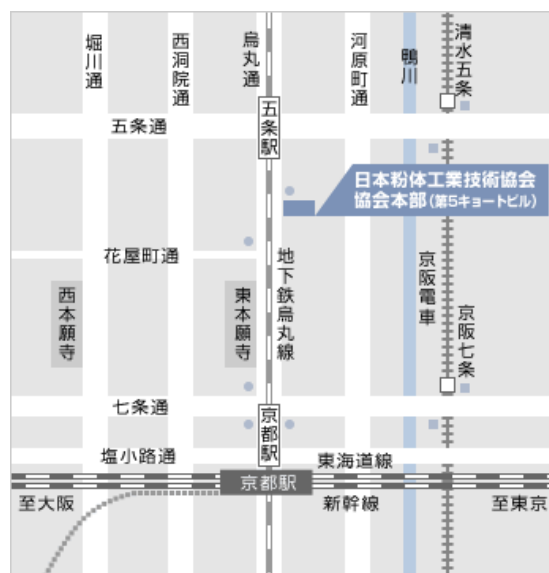 堀川通
西洞院通
烏丸通
河原町通
鴨川
清水五条
五条通
五条駅
日本粉体工業技術協会
協会本部(第5キョートビル)
花屋町通
地下鉄烏丸線
京阪電車
西本願寺
東本願寺
京阪七条
七条通
京都駅
塩小路通
東海道線
京都駅
至大阪
新幹線
至東京